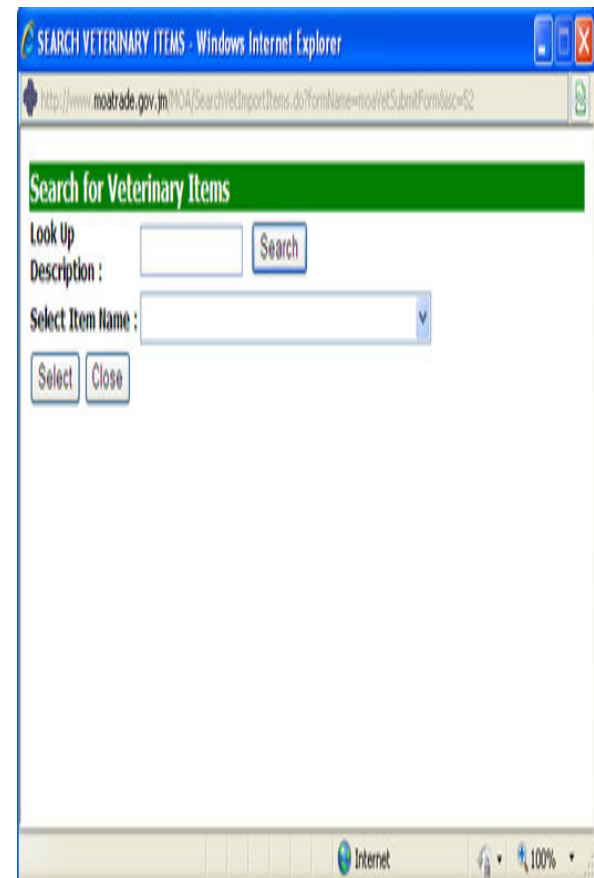 SEARCH VETERINARY ITEMS - Windows Internet Explorer
http://www.moatrade.gov.jm/MOA/SearchVetImportItems.do?formName=moaVetSubmitForm&isc=52
Search for Veterinary Items
Look Up
Description :
Search
Select Item Name :
Select Close
Internet 100%